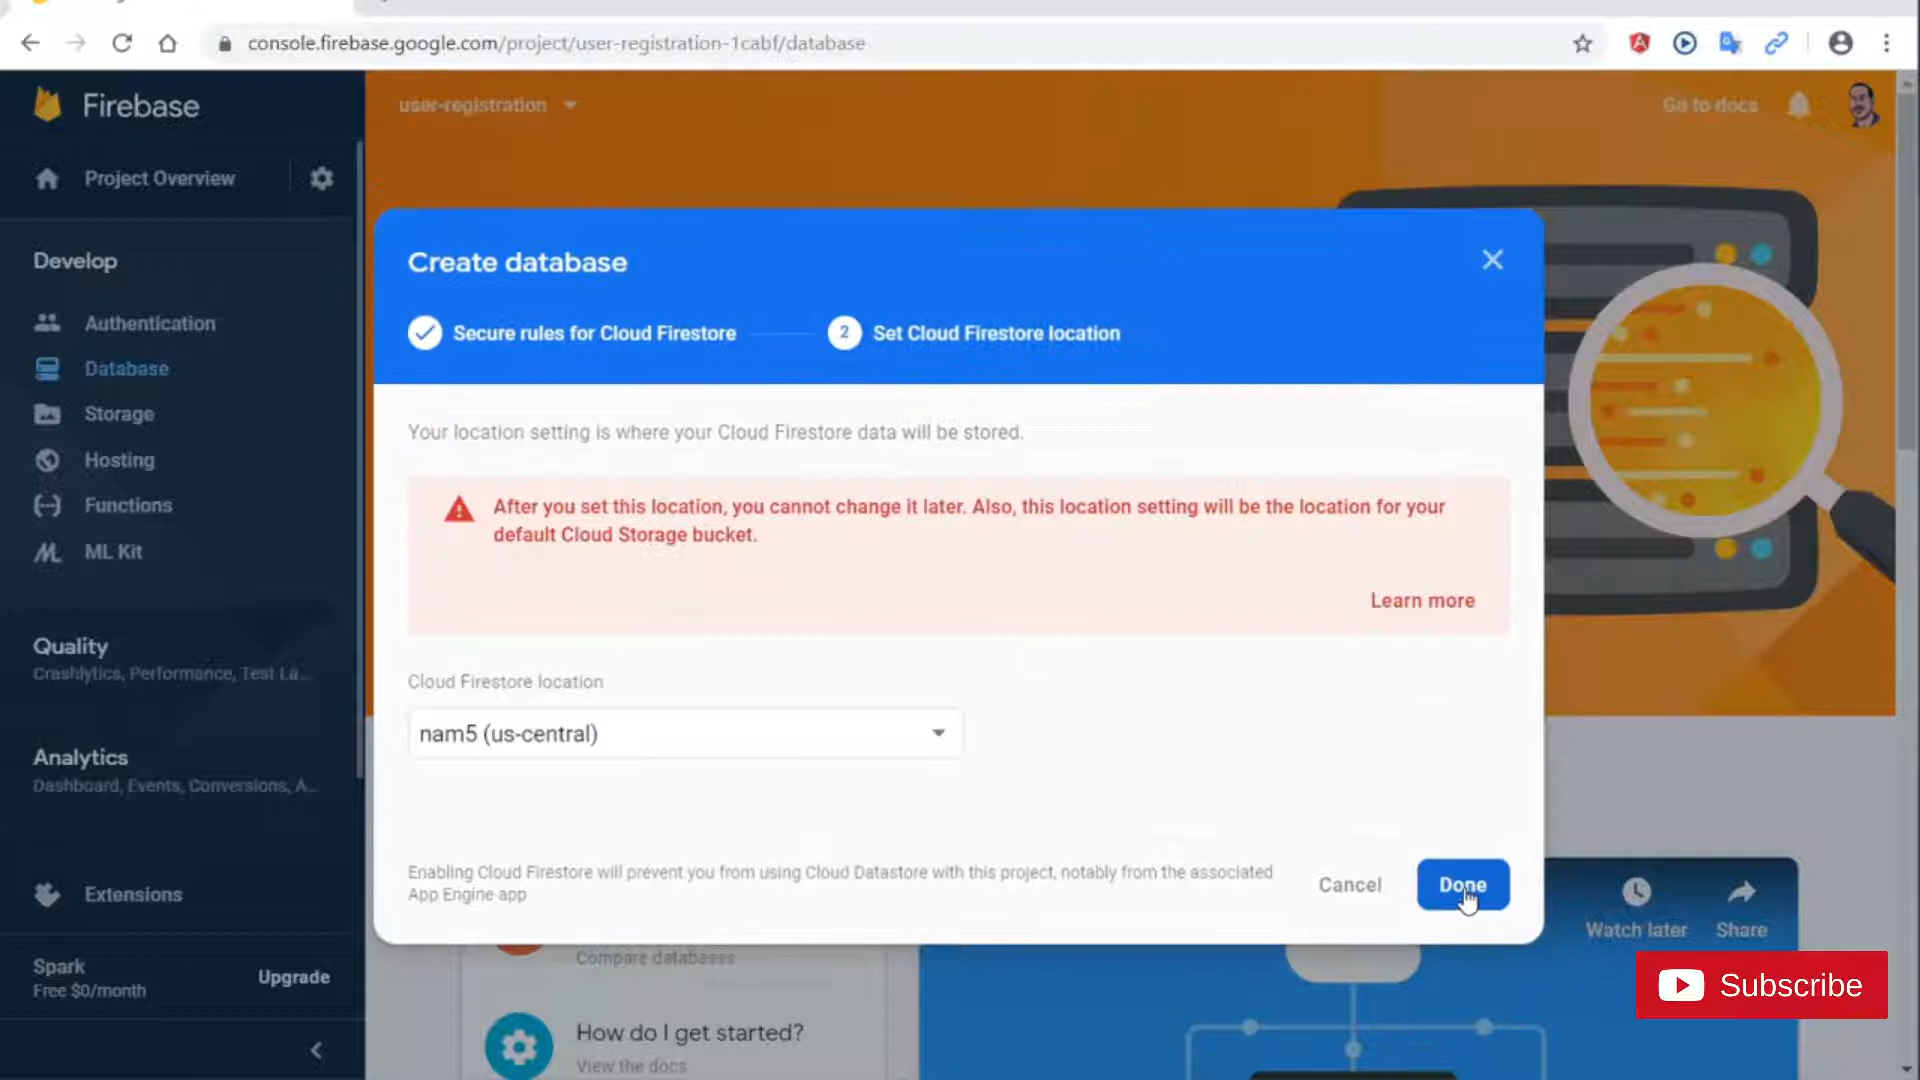 console.firebase.google.com/project/user-registration-1cabf/database
Firebase
user-registration
Go to docs
Project Overview
Develop
Authentication
Database
Storage
Hosting
Functions
ML Kit
Quality
Crashlytics, Performance, Test La...
Analytics
Dashboard, Events, Conversions, A...
Extensions
Spark
Free $0/month
Upgrade
Create database
Secure rules for Cloud Firestore
2
Set Cloud Firestore location
Your location setting is where your Cloud Firestore data will be stored.
After you set this location, you cannot change it later. Also, this location setting will be the location for your
default Cloud Storage bucket.
Learn more
Cloud Firestore location
nam5 (us-central)
Enabling Cloud Firestore will prevent you from using Cloud Datastore with this project, notably from the associated
App Engine app
Cancel
Done
Compare databases
How do I get started?
View the docs
Watch later
Share
Subscribe